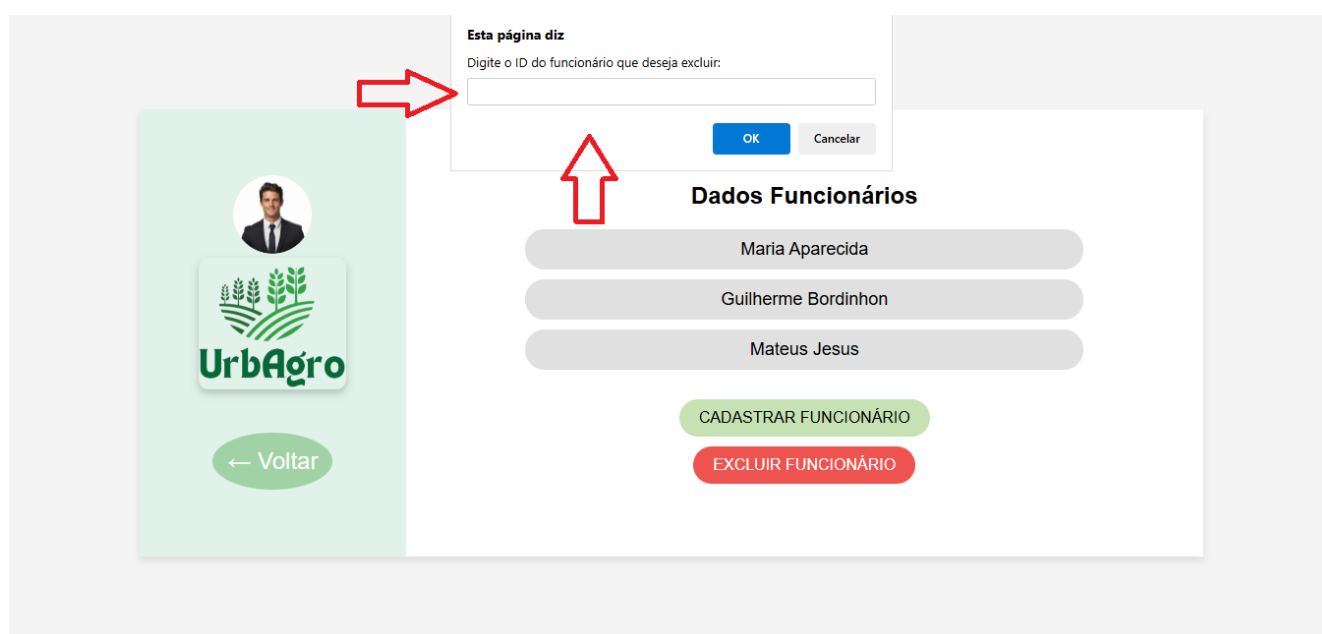 Esta página diz
Digite o ID do funcionário que deseja excluir:
OK
Cancelar
Dados Funcionários
Maria Aparecida
Guilherme Bordinhon
Mateus Jesus
UrbAgro
CADASTRAR FUNCIONÁRIO
← Voltar
EXCLUIR FUNCIONÁRIO